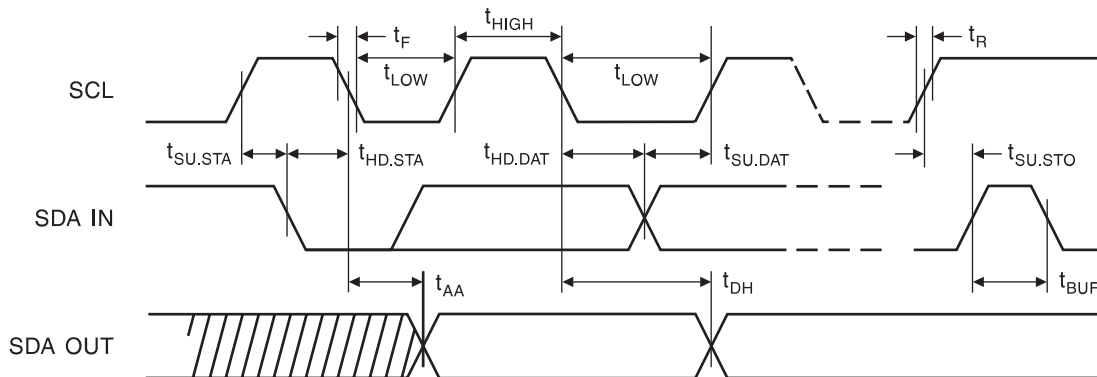 tHIGH
tF
tR
tLOW
tLOW
SCL
tSU.STA
tHD.STA
tHD.DAT
tSU.DAT
tSU.STO
SDA IN
tAA
tDH
tBUF
SDA OUT